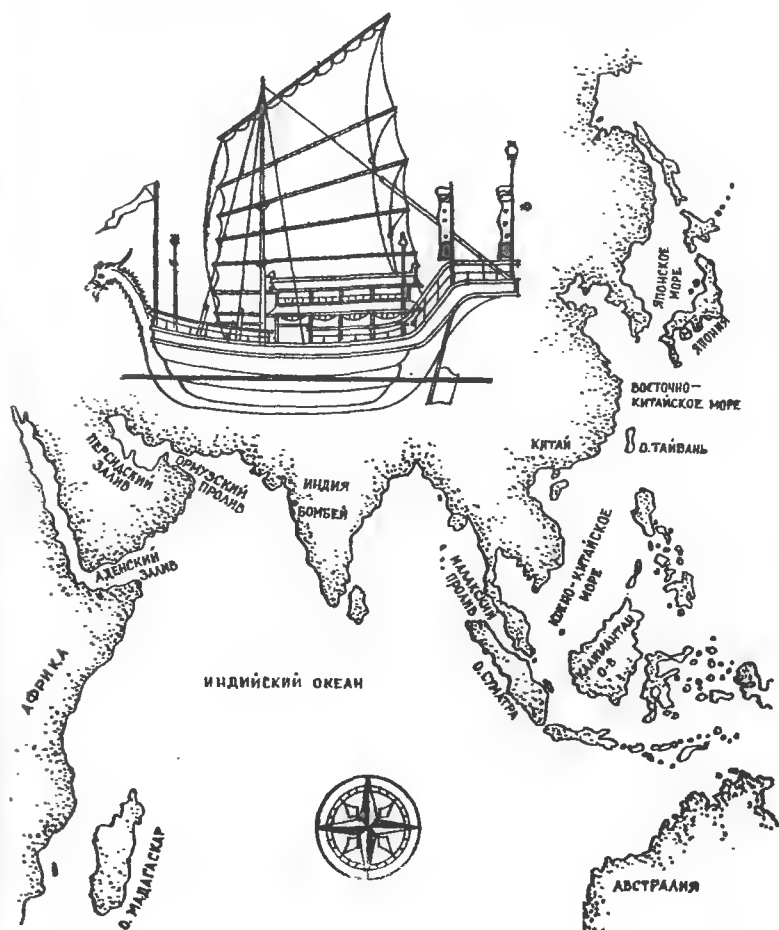 ЯПОНСКОЕ
МОРЕ
ЯПОНИЯ
ВОСТОЧНО-
КИТАЙСКОЕ МОРЕ
КИТАЙ
О.ТАЙВАНЬ
ПЕРСИДСКИЙ
ЗАЛИВ
ОРМУЗСКИЙ
ПРОЛИВ
ИНДИЯ
БОМБЕЙ
АДЕНСКИЙ
ЗАЛИВ
МАЛАКСКИЙ
ПРОЛИВ
ЮЖНО-КИТАЙСКОЕ
МОРЕ
КАЛИМАНТАН
О-В
О.СУМАТРА
АФРИКА
ИНДИЙСКИЙ ОКЕАН
О. МАДАГАСКАР
АВСТРАЛИЯ